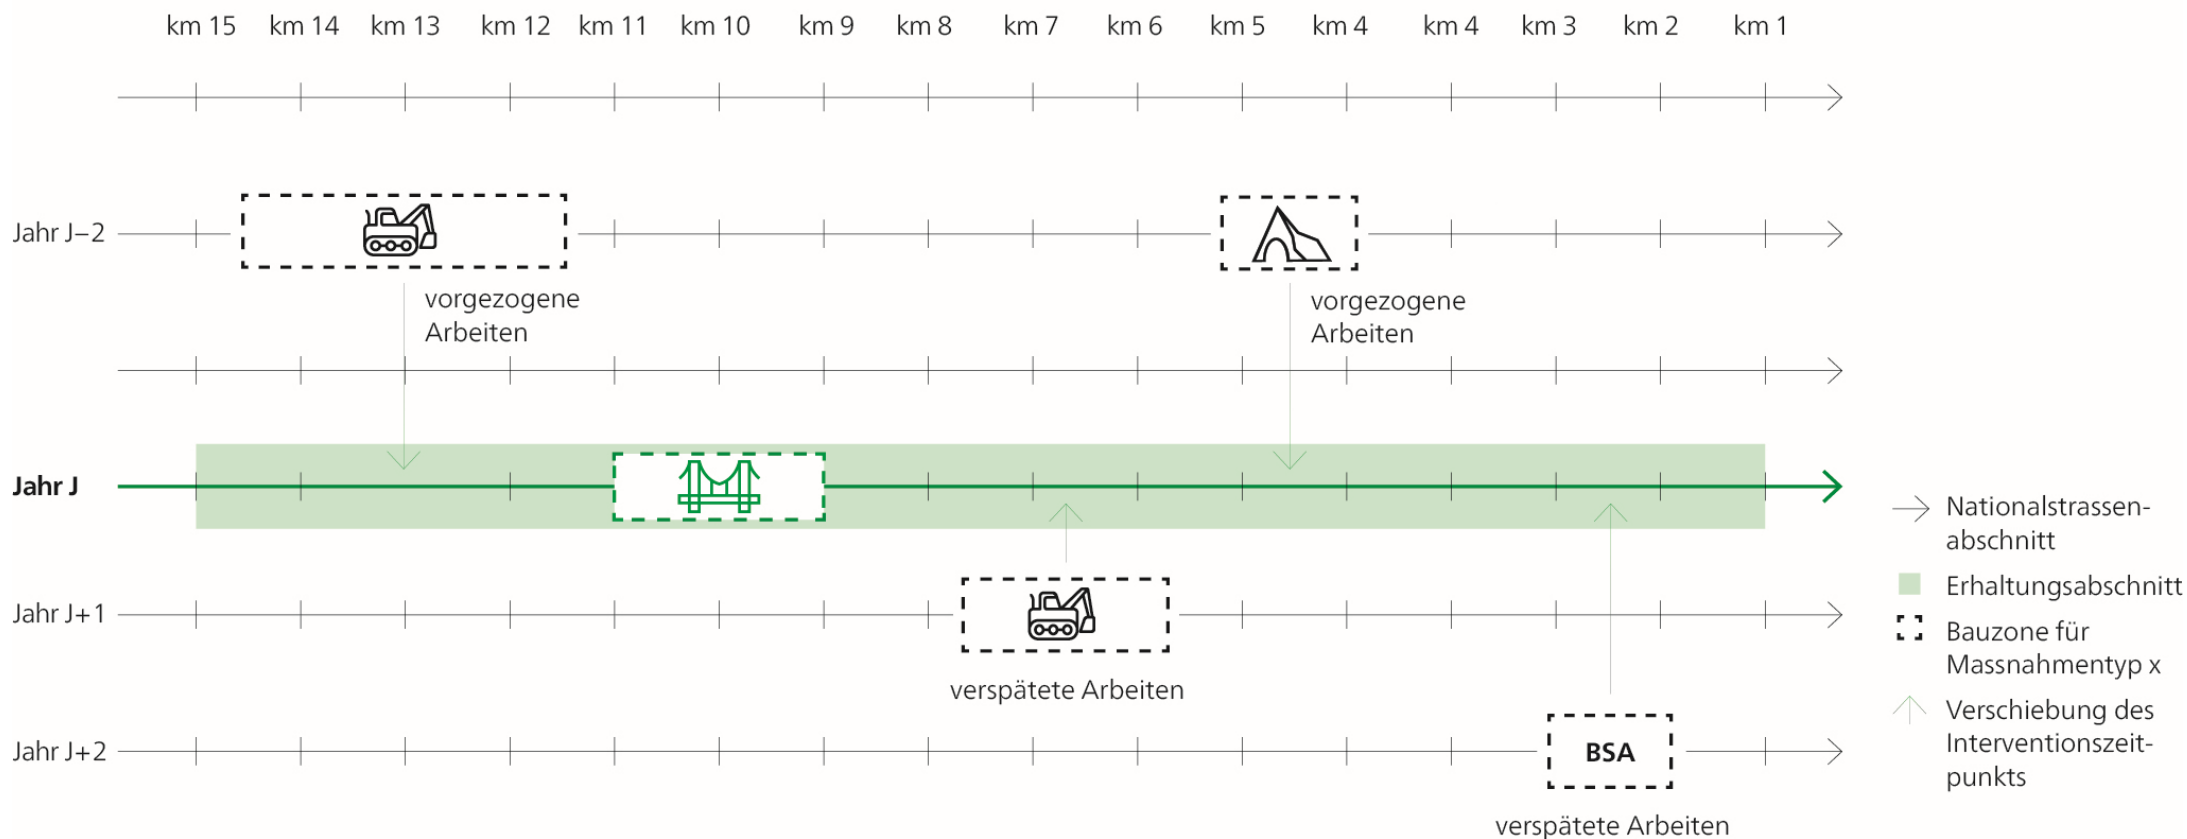 km 15 km 14 km 13 km 12 km 11 km 10 km 9 km 8 km 7 km 6 km 5 km 4 km 4 km 3 km 2 km 1
Jahr J–2
vorgezogene
Arbeiten
vorgezogene
Arbeiten
Jahr J
Jahr J+1
verspätete Arbeiten
Jahr J+2
BSA
verspätete Arbeiten
Nationalstrassen-
abschnitt
Erhaltungsabschnitt
Bauzone für
Massnahmentyp x
Verschiebung des
Interventionszeit-
punkts